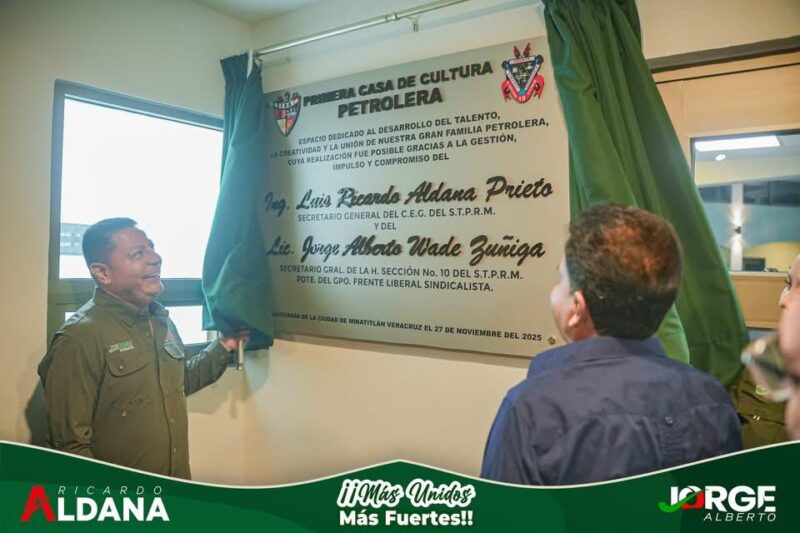 PRIMERA CASA DE CULTURA
PETROLERA
ESPACIO DEDICADO AL DESARROLLO DEL TALENTO,
LA CREATIVIDAD Y LA UNIÓN DE NUESTRA GRAN FAMILIA PETROLERA,
CUYA REALIZACIÓN FUE POSIBLE GRACIAS A LA GESTIÓN,
IMPULSO Y COMPROMISO DEL
Ing. Luis Ricardo Aldana Prieto
SECRETARIO GENERAL DEL C.E.G. DEL S.T.P.R.M.
Y DEL
Lic. Jorge Alberto Wade Zuñiga
SECRETARIO GRAL. DE LA H. SECCIÓN No. 10 DEL S.T.P.R.M.
PDTE. DEL GPO. FRENTE LIBERAL SINDICALISTA.
INAUGURADA EN LA CIUDAD DE MINATITLÁN VERACRUZ EL 27 DE NOVIEMBRE DEL 2025
RICARDO
ALDANA
¡¡Más Unidos
Más Fuertes!!
JORGE
ALBERTO